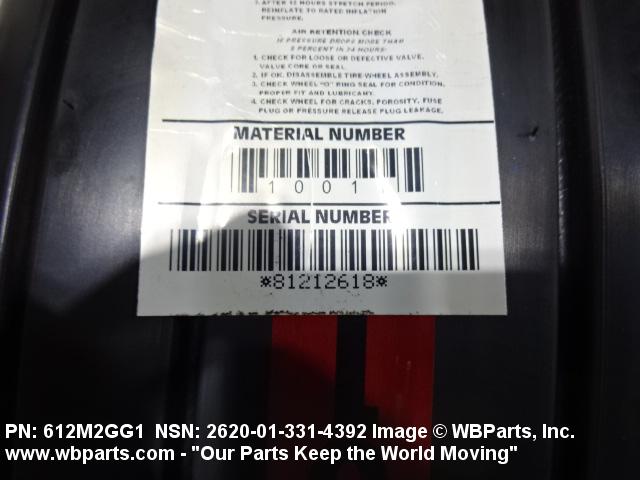 2. AFTER 12 HOURS STRETCH PERIOD,
REINFLATE TO RATED INFLATION
PRESSURE.
AIR RETENTION CHECK
IF PRESSURE DROPS MORE THAN
5 PERCENT IN 24 HOURS:
1. CHECK FOR LOOSE OR DEFECTIVE VALVE,
VALVE CORE OR SEAL.
2. IF OK, DISASSEMBLE TIRE/WHEEL ASSEMBLY.
3. CHECK WHEEL "O" RING SEAL FOR CONDITION,
PROPER FIT AND LUBRICANT.
4. CHECK WHEEL FOR CRACKS, POROSITY, FUSE
PLUG OR PRESSURE RELEASE PLUG LEAKAGE.
MATERIAL NUMBER
1001
SERIAL NUMBER
*81212618*
PN: 612M2GG1 NSN: 2620-01-331-4392 Image © WBParts, Inc.
www.wbparts.com - "Our Parts Keep the World Moving"